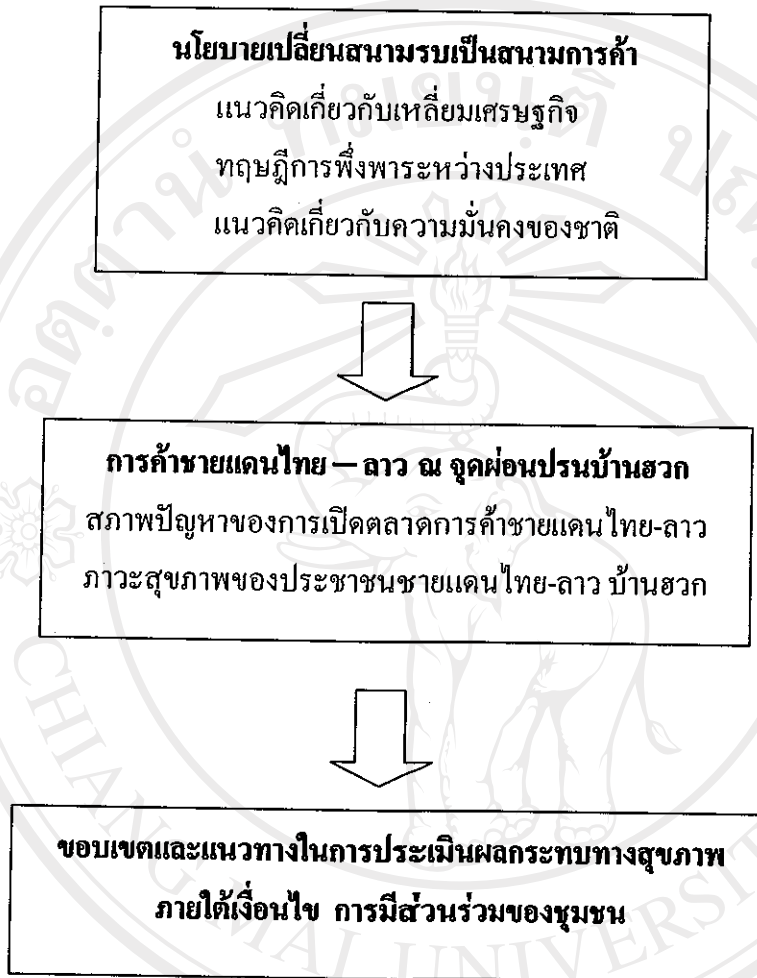 นโยบายเปลี่ยนสนามรบเป็นสนามการค้า
แนวคิดเกี่ยวกับเหลี่ยมเศรษฐกิจ
ทฤษฎีการพึ่งพาระหว่างประเทศ
แนวคิดเกี่ยวกับความมั่นคงของชาติ
การค้าชายแดนไทย – ลาว ณ จุดผ่อนปรนบ้านฮวก
สภาพปัญหาของการเปิดตลาดการค้าชายแดนไทย-ลาว
ภาวะสุขภาพของประชาชนชายแดนไทย-ลาว บ้านฮวก
ขอบเขตและแนวทางในการประเมินผลกระทบทางสุขภาพ
ภายใต้เงื่อนไข การมีส่วนร่วมของชุมชน
CHIANG MAI UNIVERSIT